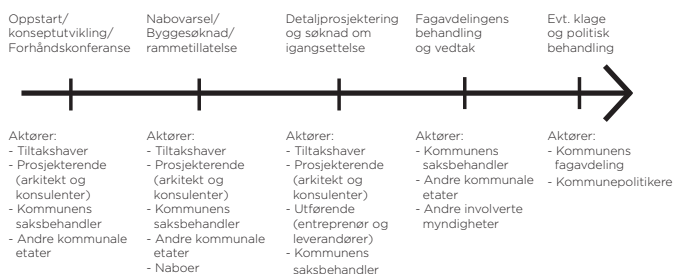 Oppstart/
konseptutvikling/
Forhåndskonferanse
Nabovarsel/
Byggesøknad/
rammetillatelse
Detaljprosjektering
og søknad om
igangsettelse
Fagavdelingens
behandling
og vedtak
Evt. klage
og politisk
behandling
Aktører:
- Tiltakshaver
- Prosjekterende
(arkitekt og
konsulenter)
- Kommunens
saksbehandler
- Andre kommunale
etater
Aktører:
- Tiltakshaver
- Prosjekterende
(arkitekt og
konsulenter)
- Kommunens
saksbehandler
- Andre kommunale
etater
- Naboer
Aktører:
- Tiltakshaver
- Prosjekterende
(arkitekt og
konsulenter)
- Utførende
(entreprenør og
leverandører)
- Kommunens
saksbehandler
Aktører:
- Kommunens
saksbehandler
- Andre kommunale
etater
- Andre involverte
myndigheter
Aktører:
- Kommunens
fagavdeling
- Kommunepolitikere